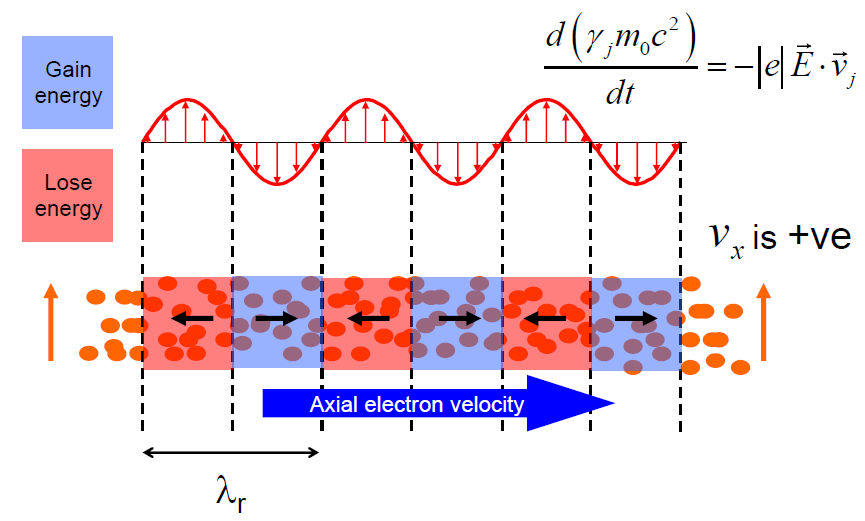 Gain
energy
Lose
energy
d(γ_j m_0 c^2)/dt = -|e| E⃗ · v⃗_j
v_x is +ve
Axial electron velocity
λ_r